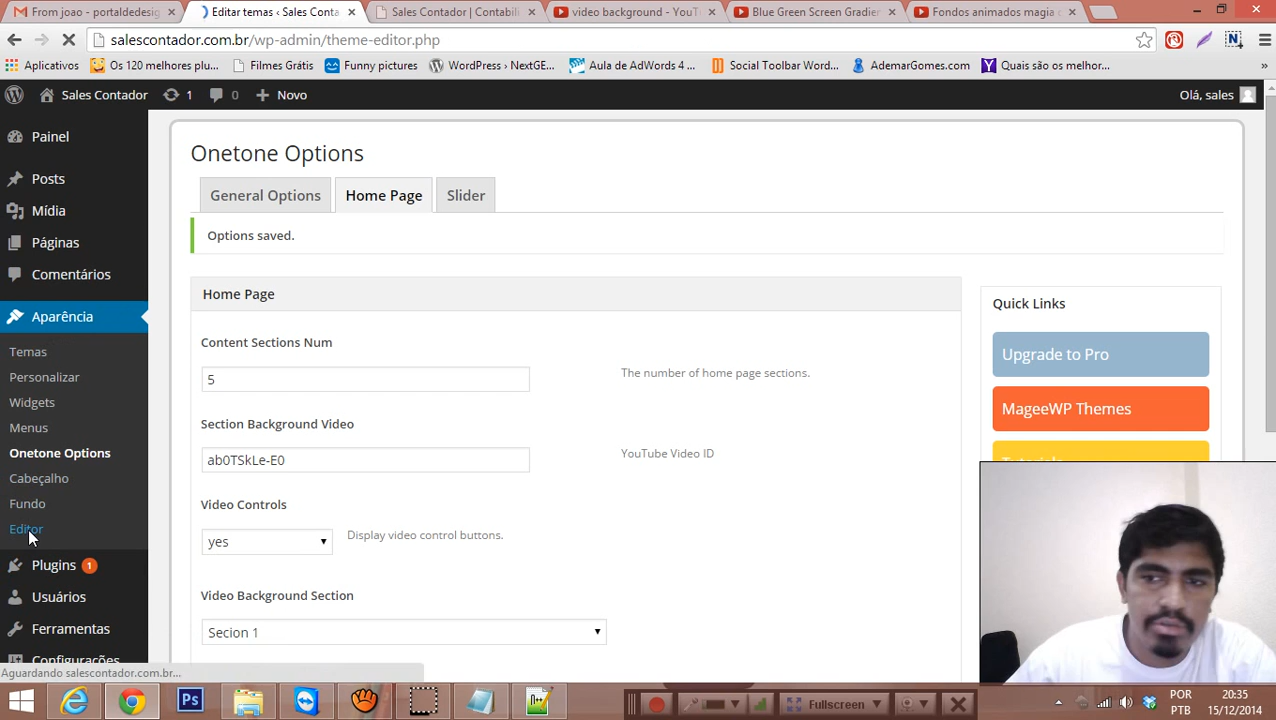 From joao - portaldedesig
Editar temas ‹ Sales Conta
Sales Contador | Contabili
video background - YouT
Blue Green Screen Gradien
Fondos animados magia c
salescontador.com.br/wp-admin/theme-editor.php
Aplicativos
Os 120 melhores plu...
Filmes Grátis
Funny pictures
WordPress › NextGE...
Aula de AdWords 4 ...
Social Toolbar Wor...
AdemarGomes.com
Quais são os melhor...
»
Sales Contador
1
0
Novo
Olá, sales
Painel
Posts
Mídia
Páginas
Comentários
Aparência
Temas
Personalizar
Widgets
Menus
Onetone Options
Cabeçalho
Fundo
Editor
Plugins 1
Usuários
Ferramentas
Configurações
Onetone Options
General Options
Home Page
Slider
Options saved.
Home Page
Content Sections Num
5
The number of home page sections.
Section Background Video
ab0TSkLe-E0
YouTube Video ID
Video Controls
yes
Display video control buttons.
Video Background Section
Secion 1
Quick Links
Upgrade to Pro
MageeWP Themes
Aguardando salescontador.com.br...
Ps
Fullscreen
POR
PTB
20:35
15/12/2014